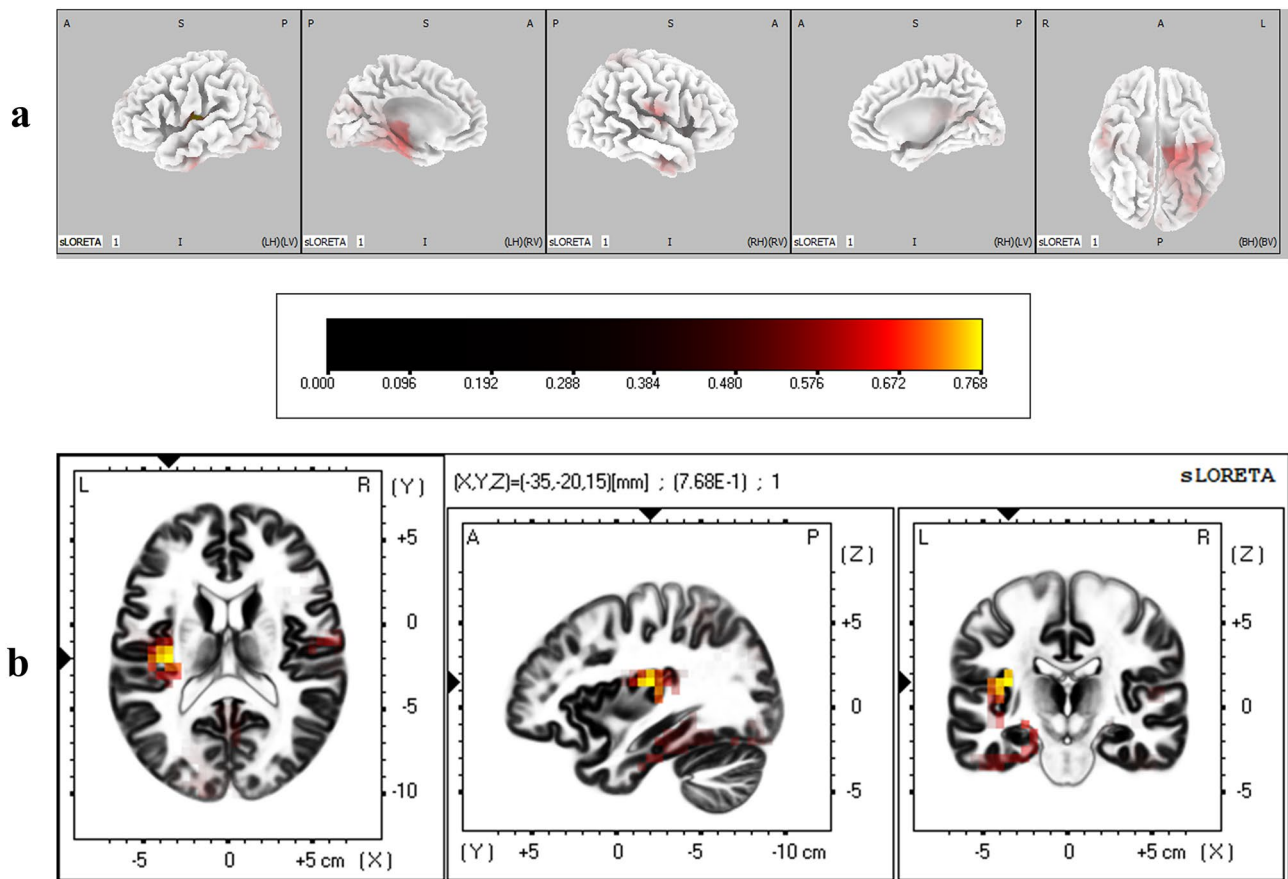 a
A S P
P S A
P S A
A S P
R A L
sLORETA 1 I (LH)(LV)
sLORETA 1 I (LH)(RV)
sLORETA 1 I (RH)(RV)
sLORETA 1 I (RH)(LV)
sLORETA 1 P (BH)(BV)
0.000 0.096 0.192 0.288 0.384 0.480 0.576 0.672 0.768
b
(X,Y,Z)=(-35,-20,15)[mm] ; (7.68E-1) ; 1
sLORETA
L R (Y)
+5
0
-5
-10
-5 0 +5 cm (X)
A P (Z)
+5
0
-5
(Y) +5 0 -5 -10 cm
L R (Z)
+5
0
-5
-5 0 +5 cm (X)